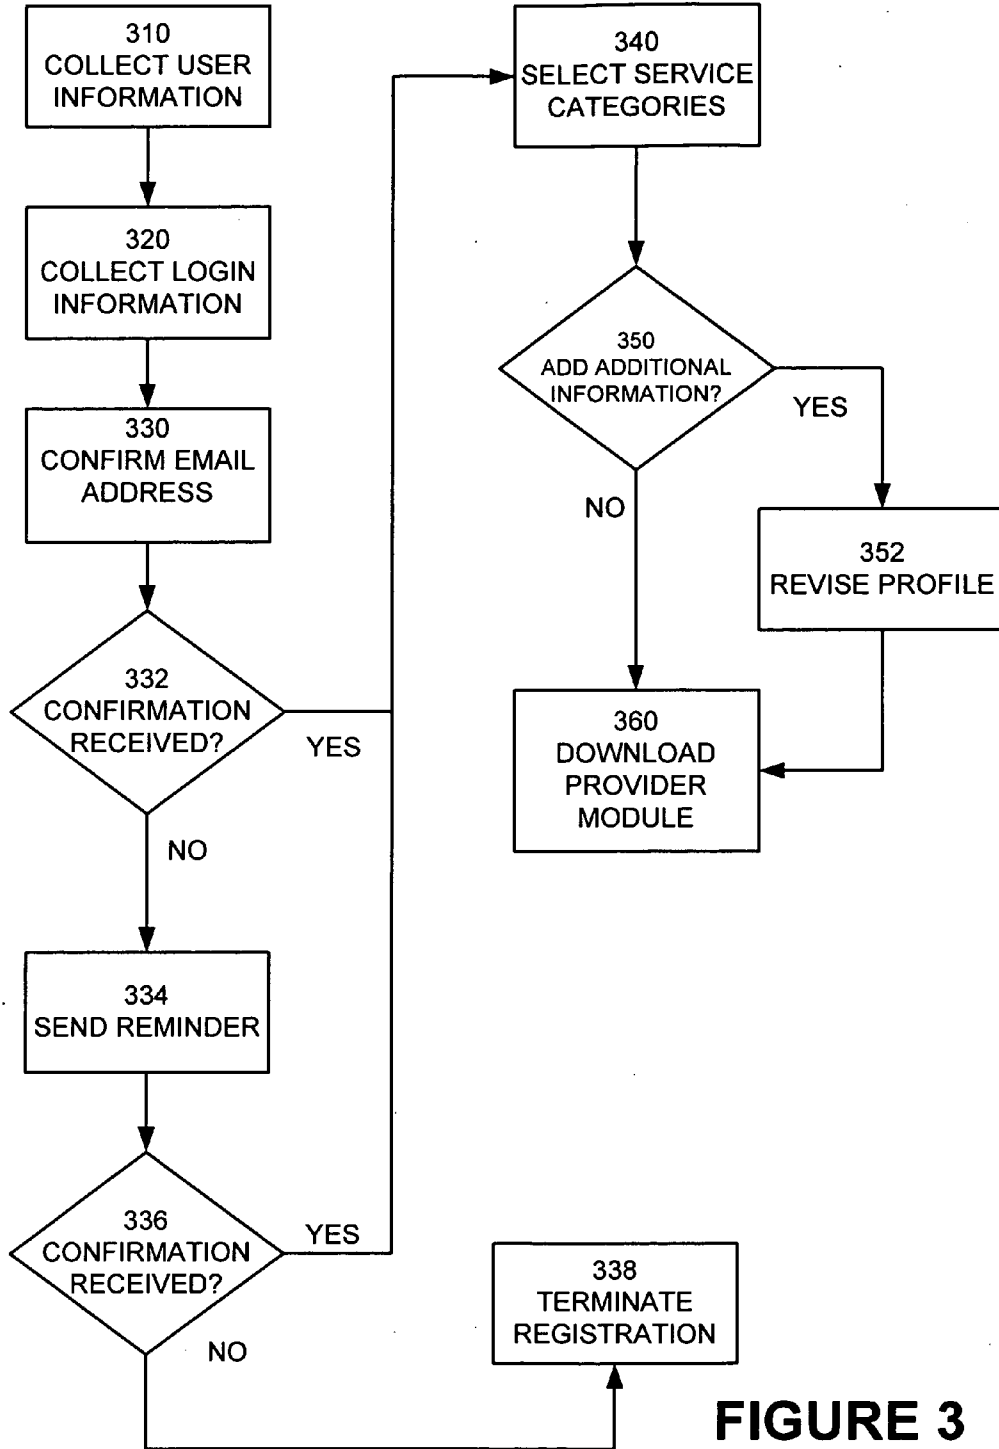 310
COLLECT USER
INFORMATION
320
COLLECT LOGIN
INFORMATION
330
CONFIRM EMAIL
ADDRESS
332
CONFIRMATION
RECEIVED?
YES
NO
334
SEND REMINDER
336
CONFIRMATION
RECEIVED?
YES
NO
338
TERMINATE
REGISTRATION
340
SELECT SERVICE
CATEGORIES
350
ADD ADDITIONAL
INFORMATION?
YES
NO
352
REVISE PROFILE
360
DOWNLOAD
PROVIDER
MODULE
FIGURE 3